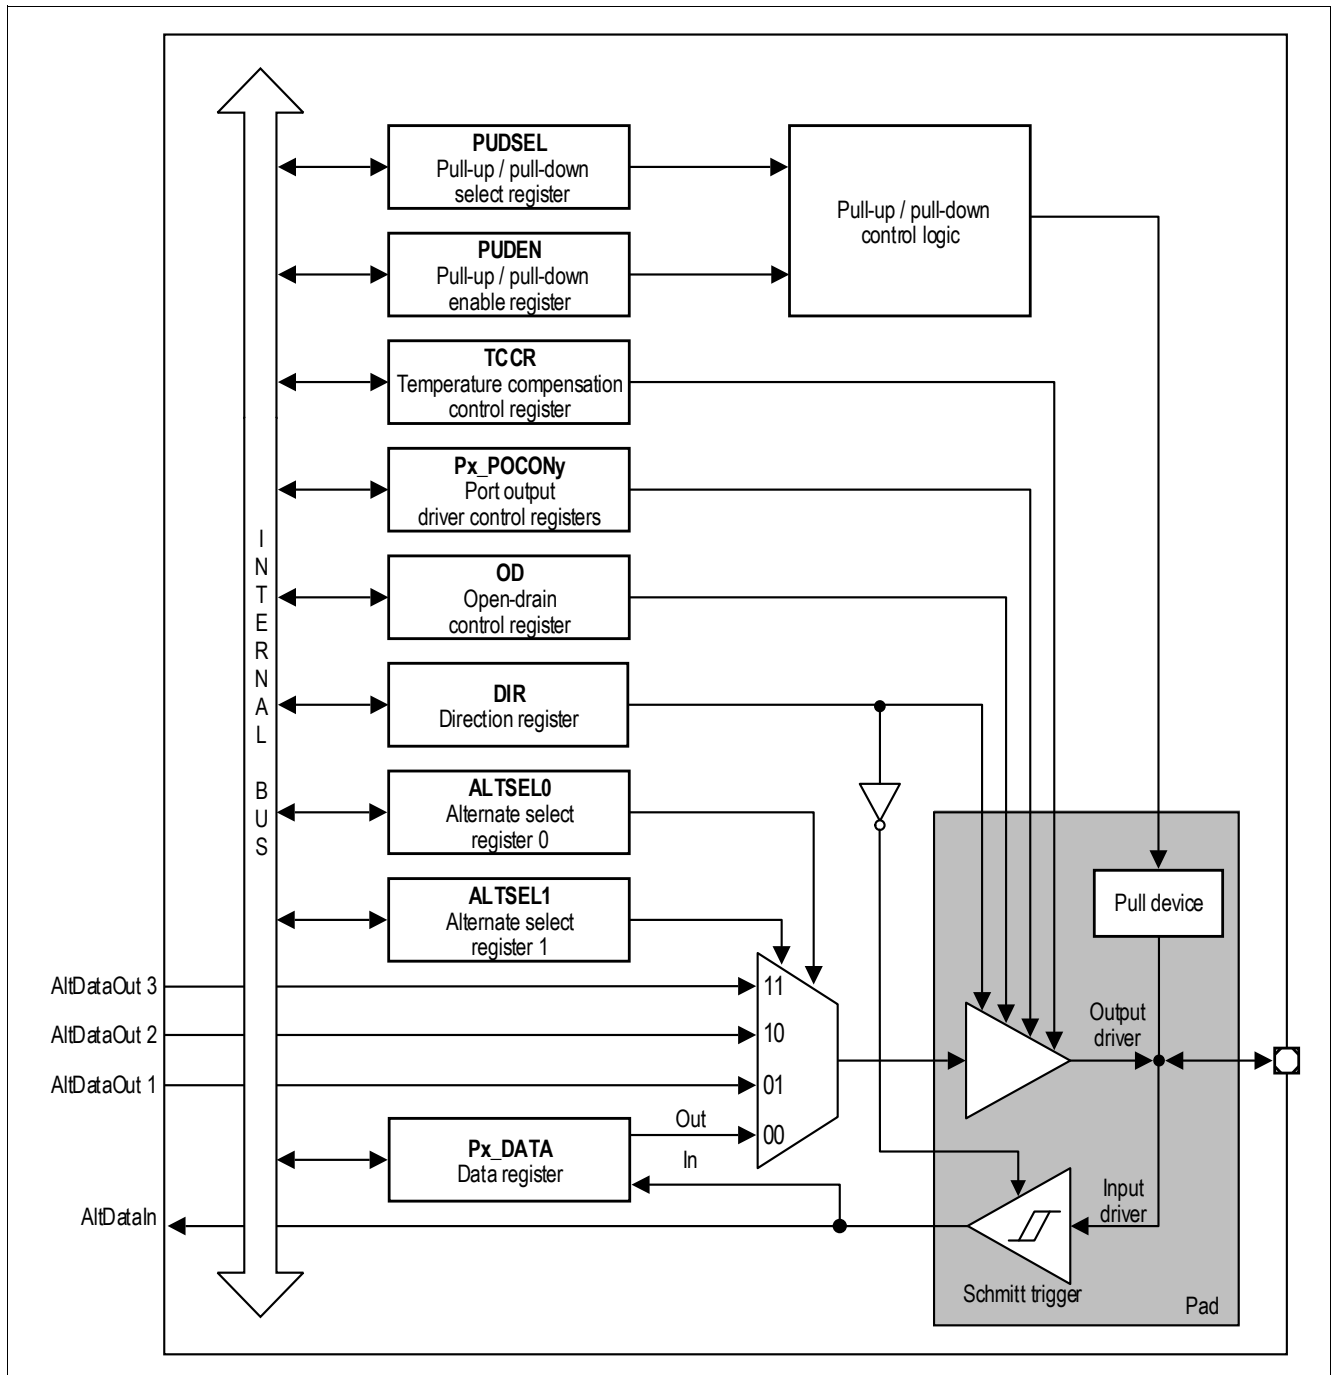 PUDSEL
Pull-up / pull-down
select register
Pull-up / pull-down
control logic
PUDEN
Pull-up / pull-down
enable register
TCCR
Temperature compensation
control register
Px_POCONy
Port output
driver control registers
OD
Open-drain
control register
DIR
Direction register
INTERNAL BUS
ALTSEL0
Alternate select
register 0
ALTSEL1
Alternate select
register 1
Pull device
AltDataOut 3
11
AltDataOut 2
10
Output
driver
AltDataOut 1
01
Out
00
Px_DATA
Data register
In
AltDataIn
Input
driver
Schmitt trigger
Pad